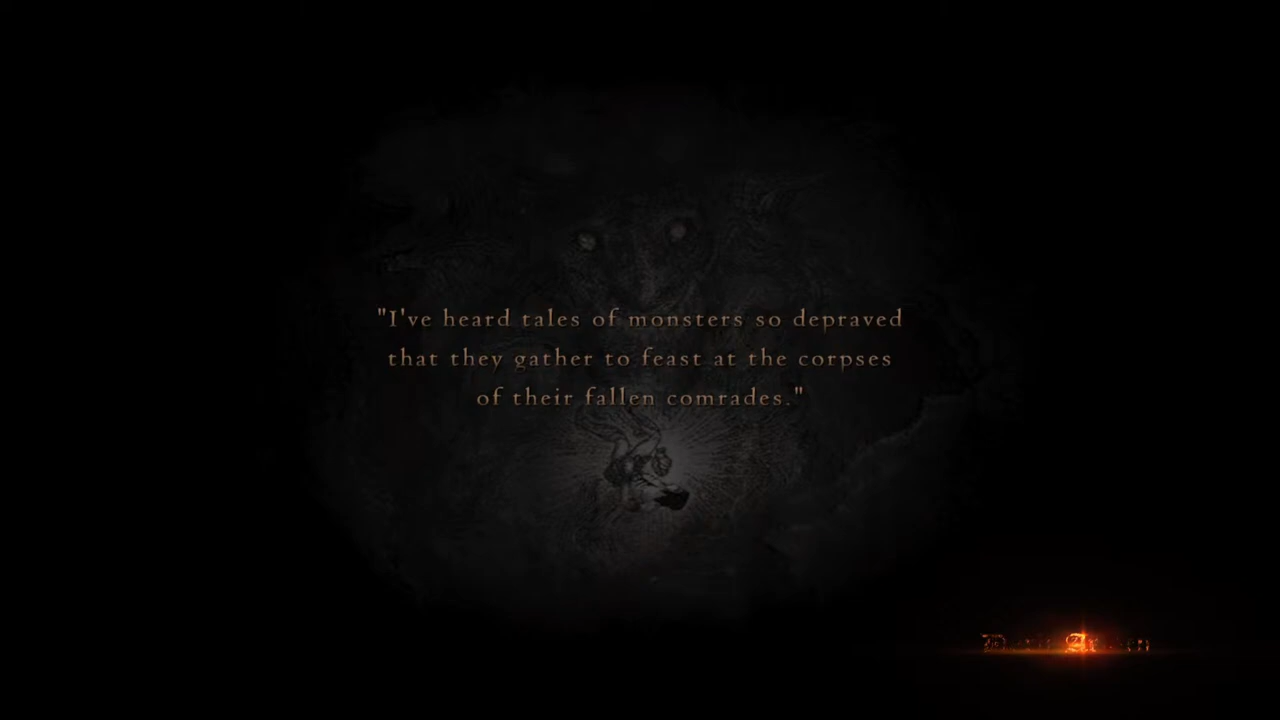 "I've heard tales of monsters so depraved
that they gather to feast at the corpses
of their fallen comrades."